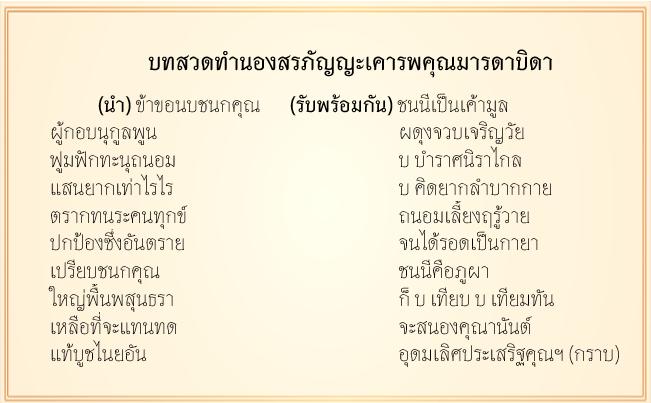 บทสวดทำนองสรภัญญะเคารพคุณมารดาบิดา
(นำ) ข้าขอนบชนกคุณ (รับพร้อมกัน) ชนนีเป็นเค้ามูล
ผู้กอบนุกูลพูน ผดุงจวบเจริญวัย
ฟูมฟักทะนุถนอม บ บำราศนิราไกล
แสนยากเท่าไรไร บ คิดยากลำบากกาย
ตรากทนระคนทุกข์ ถนอมเลี้ยงฤรู้วาย
ปกป้องซึ่งอันตราย จนได้รอดเป็นกายา
เปรียบชนกคุณ ชนนีคือภูผา
ใหญ่พื้นพสุนธรา ก็ บ เทียบ บ เทียมทัน
เหลือที่จะแทนทด จะสนองคุณานันต์
แท้บูชไนยอัน อุดมเลิศประเสริฐคุณฯ (กราบ)